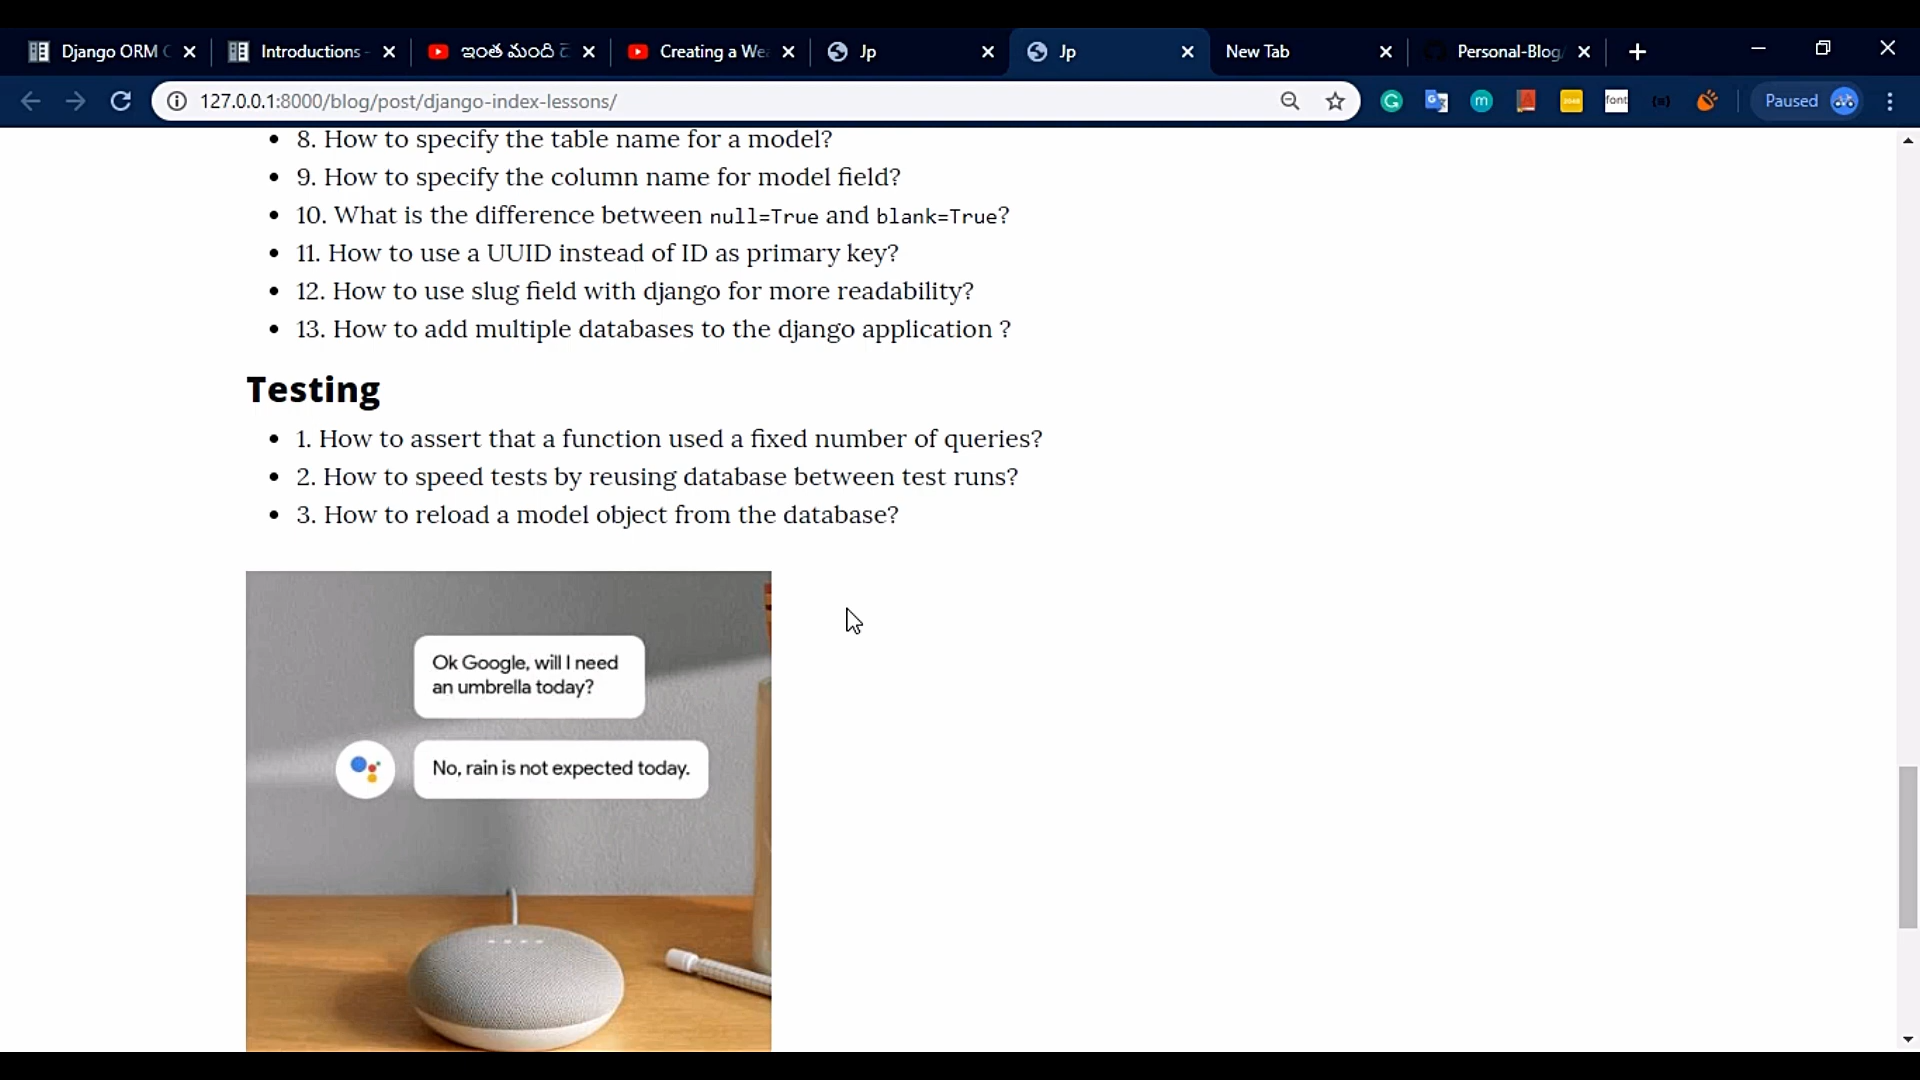 Django ORM C
Introductions -
ఇంత మంది
Creating a We
Jp
Jp
New Tab
Personal-Blog/
127.0.0.1:8000/blog/post/django-index-lessons/
font
Paused
8. How to specify the table name for a model?
9. How to specify the column name for model field?
10. What is the difference between null=True and blank=True?
11. How to use a UUID instead of ID as primary key?
12. How to use slug field with django for more readability?
13. How to add multiple databases to the django application ?
Testing
1. How to assert that a function used a fixed number of queries?
2. How to speed tests by reusing database between test runs?
3. How to reload a model object from the database?
Ok Google, will I need
an umbrella today?
No, rain is not expected today.